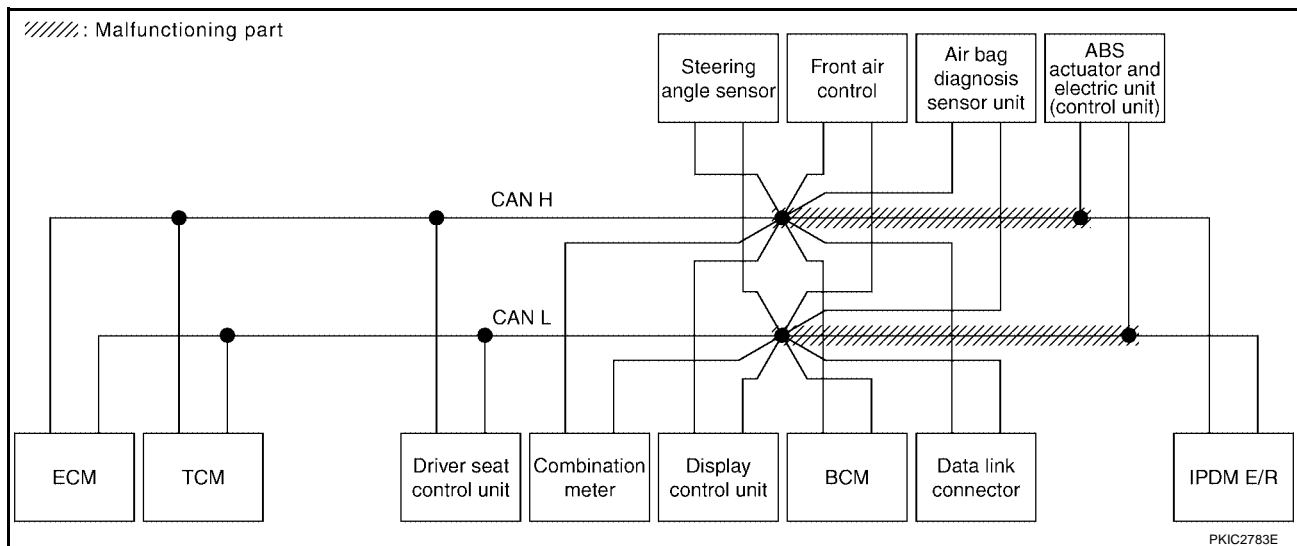 : Malfunctioning part
Steering
angle sensor
Front air
control
Air bag
diagnosis
sensor unit
ABS
actuator and
electric unit
(control unit)
CAN H
CAN L
ECM
TCM
Driver seat
control unit
Combination
meter
Display
control unit
BCM
Data link
connector
IPDM E/R
PKIC2783E